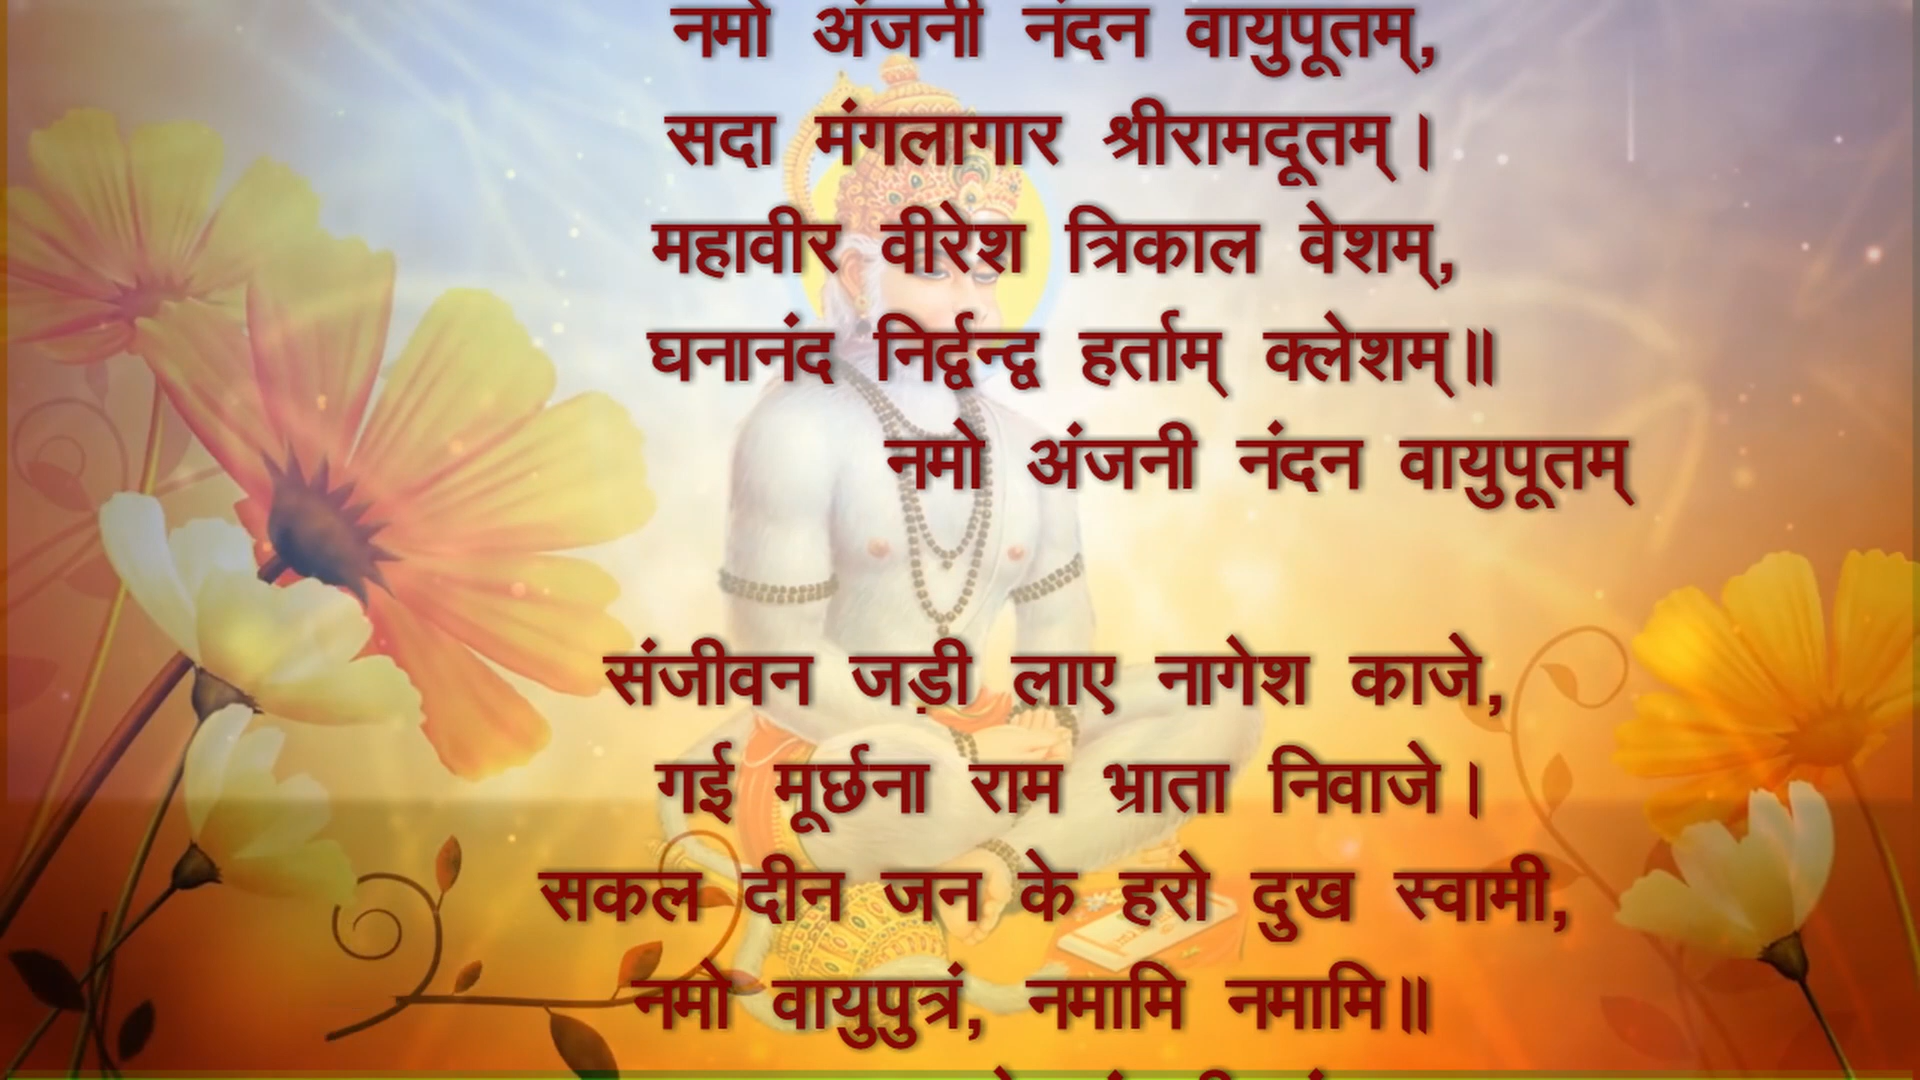 नमो अंजनी नंदन वायुपूतम्,
सदा मंगलागार श्रीरामदूतम्।
महावीर वीरेश त्रिकाल वेशम्,
घनानंद निर्द्वन्द्व हर्ताम् क्लेशम्॥
नमो अंजनी नंदन वायुपूतम्
संजीवन जड़ी लाए नागेश काजे,
गई मूर्छना राम भ्राता निवाजे।
सकल दीन जन के हरो दुख स्वामी,
नमो वायुपुत्रं, नमामि नमामि॥